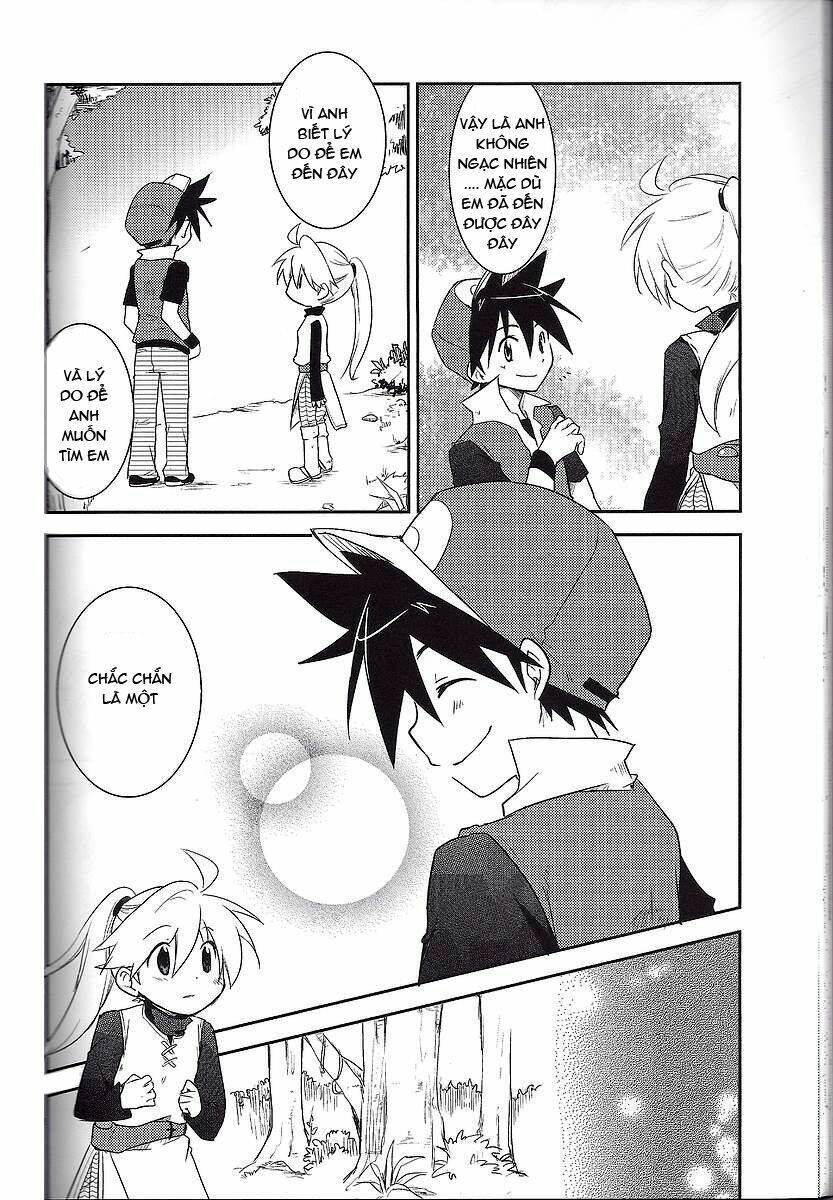 VẬY LÀ ANH
KHÔNG
NGẠC NHIÊN
.... MẶC DÙ
EM ĐÃ ĐẾN
ĐƯỢC ĐÂY
ĐÂY
VÌ ANH
BIẾT LÝ
DO ĐỂ EM
ĐẾN ĐÂY
VÀ LÝ
DO ĐỂ
ANH
MUỐN
TÌM EM
CHẮC CHẮN
LÀ MỘT